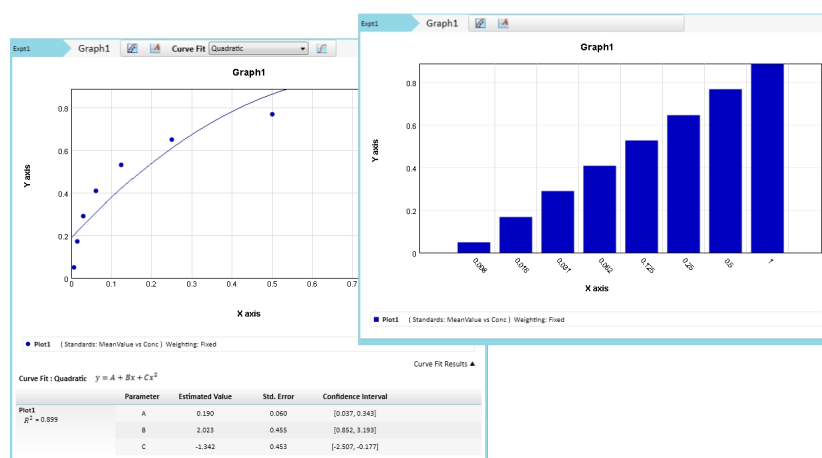 Expt1 Graph1 Curve Fit Quadratic
Graph1
0.8
0.6
0.4
0.2
0
Y axis
0 0.1 0.2 0.2 0.4 0.5 0.6 0.7
X axis
Plot1 (Standards: MeanValue vs Conc) Weighting: Fixed
Curve Fit Results ▲
Curve Fit : Quadratic y = A + Bx + Cx²
Parameter Estimated Value Std. Error Confidence Interval
Plot1
R² = 0.899
A 0.190 0.060 [0.037, 0.343]
B 2.023 0.455 [0.852, 3.193]
C -1.342 0.453 [-2.507, -0.177]
Expt1 Graph1
Graph1
0.8
0.6
0.4
0.2
0
Y axis
0.008 0.016 0.031 0.062 0.125 0.25 0.5 1
X axis
Plot1 (Standards: MeanValue vs Conc) Weighting: Fixed